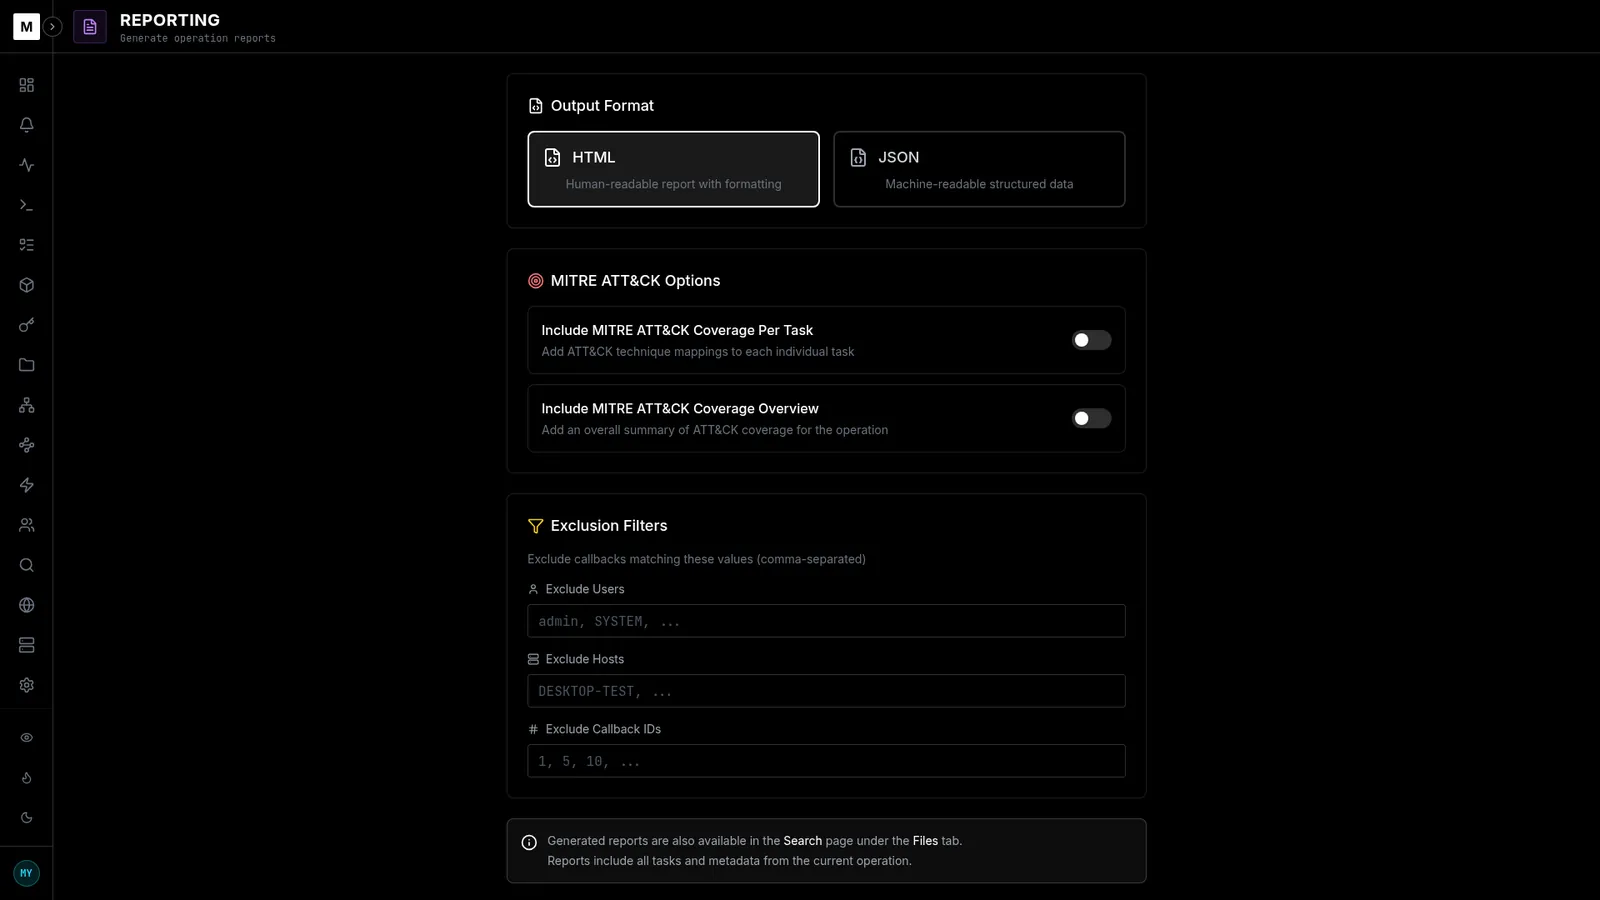 M
REPORTING
Generate operation reports
Output Format
HTML
Human-readable report with formatting
JSON
Machine-readable structured data
MITRE ATT&CK Options
Include MITRE ATT&CK Coverage Per Task
Add ATT&CK technique mappings to each individual task
Include MITRE ATT&CK Coverage Overview
Add an overall summary of ATT&CK coverage for the operation
Exclusion Filters
Exclude callbacks matching these values (comma-separated)
Exclude Users
admin, SYSTEM, ...
Exclude Hosts
DESKTOP-TEST, ...
# Exclude Callback IDs
1, 5, 10, ...
Generated reports are also available in the Search page under the Files tab.
Reports include all tasks and metadata from the current operation.
MY